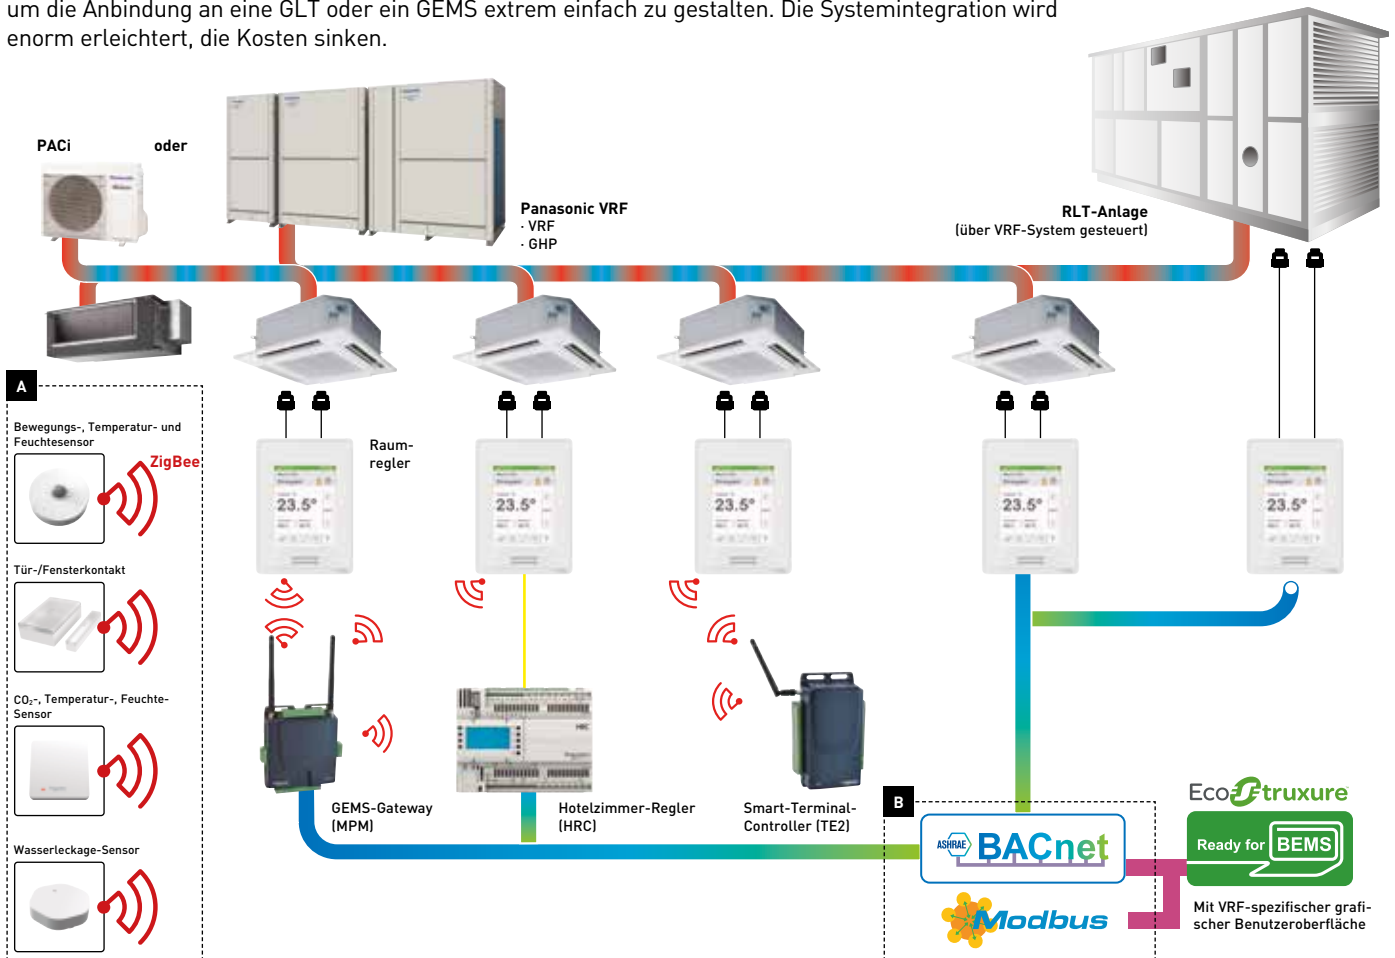 um die Anbindung an eine GLT oder ein GEMS extrem einfach zu gestalten. Die Systemintegration wird
enorm erleichtert, die Kosten sinken.
PACi
oder
Panasonic VRF
· VRF
· GHP
RLT-Anlage
(über VRF-System gesteuert)
A
Bewegungs-, Temperatur- und
Feuchtesensor
ZigBee
Tür-/Fensterkontakt
CO₂-, Temperatur-, Feuchte-
Sensor
Wasserleckage-Sensor
Raum-
regler
23.5°
23.5°
23.5°
23.5°
23.5°
HRC
GEMS-Gateway
(MPM)
Hotelzimmer-Regler
(HRC)
Smart-Terminal-
Controller (TE2)
B
ASHRAE BACnet
Modbus
EcoStruxure
Ready for BEMS
Mit VRF-spezifischer grafi-
scher Benutzeroberfläche